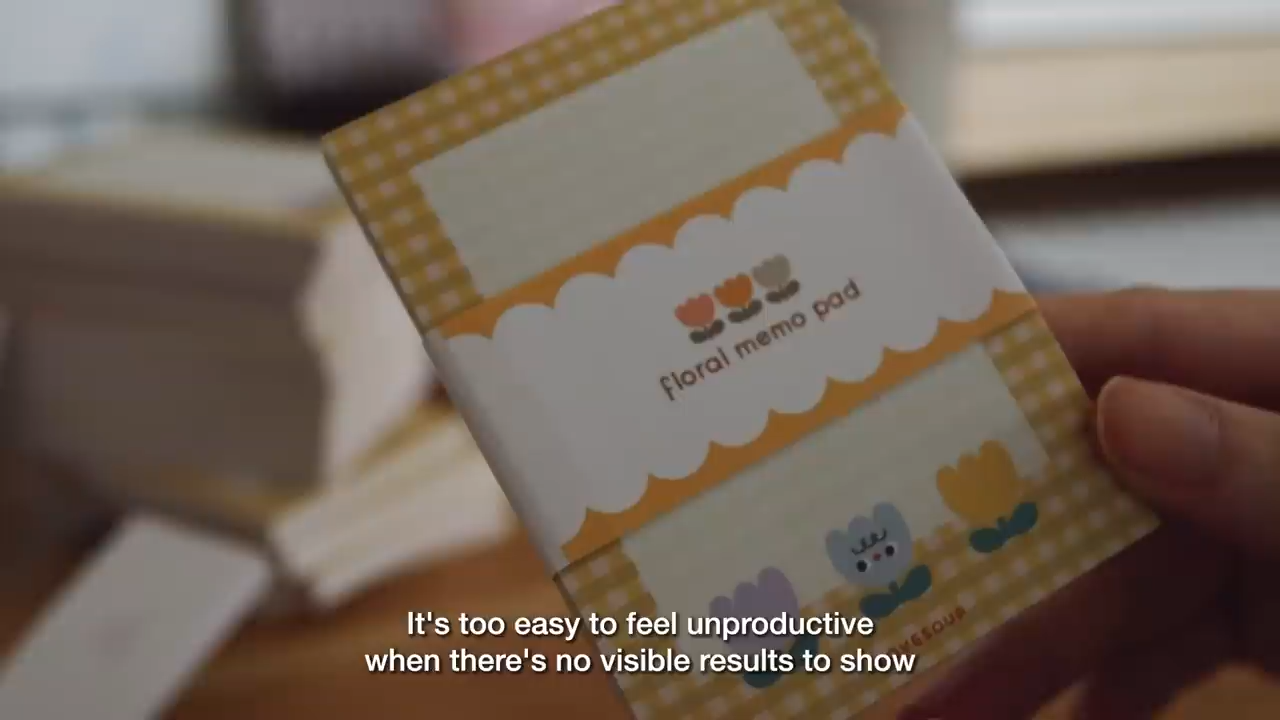 floral memo pad
It's too easy to feel unproductive
when there's no visible results to show